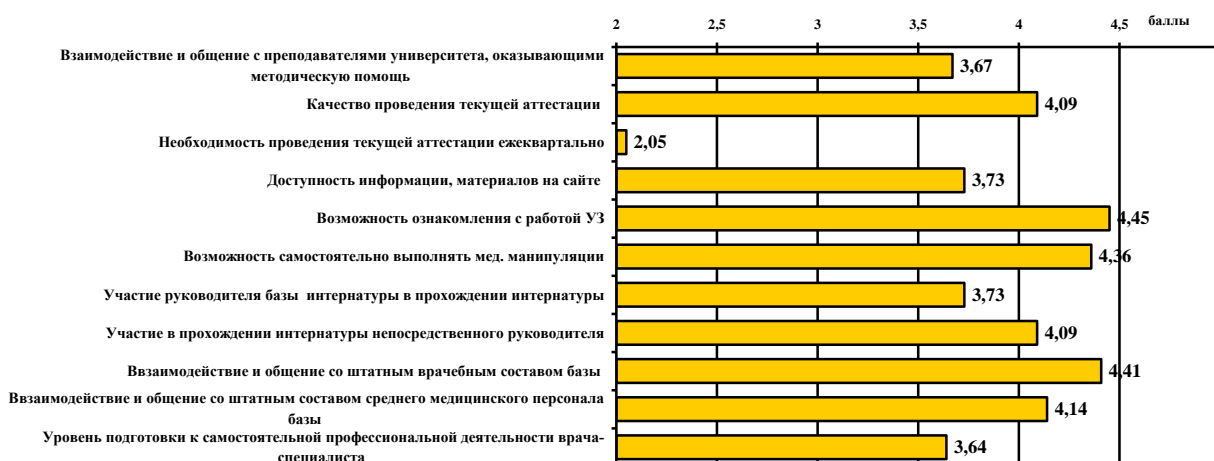 2 2,5 3 3,5 4 4,5 баллы
Взаимодействие и общение с преподавателями университета, оказывающими
методическую помощь
3,67
Качество проведения текущей аттестации
4,09
Необходимость проведения текущей аттестации ежеквартально
2,05
Доступность информации, материалов на сайте
3,73
Возможность ознакомления с работой УЗ
4,45
Возможность самостоятельно выполнять мед. манипуляции
4,36
Участие руководителя базы интернатуры в прохождении интернатуры
3,73
Участие в прохождении интернатуры непосредственного руководителя
4,09
Ввзаимодействие и общение со штатным врачебным составом базы
4,41
Ввзаимодействие и общение со штатным составом среднего медицинского персонала
базы
4,14
Уровень подготовки к самостоятельной профессиональной деятельности врача-
специалиста
3,64